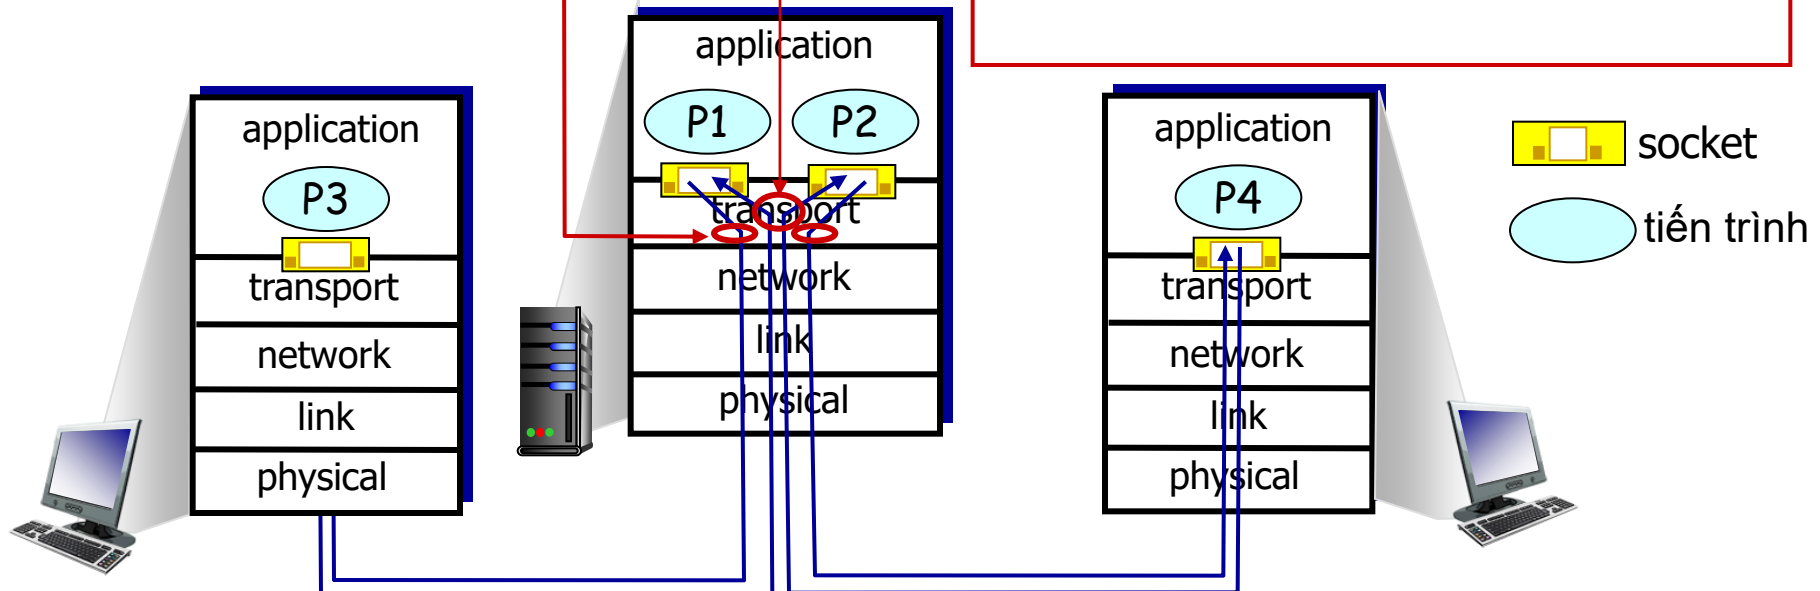 application
P3
transport
network
link
physical
application
P1
P2
transport
network
link
physical
application
P4
transport
network
link
physical
socket
tiến trình